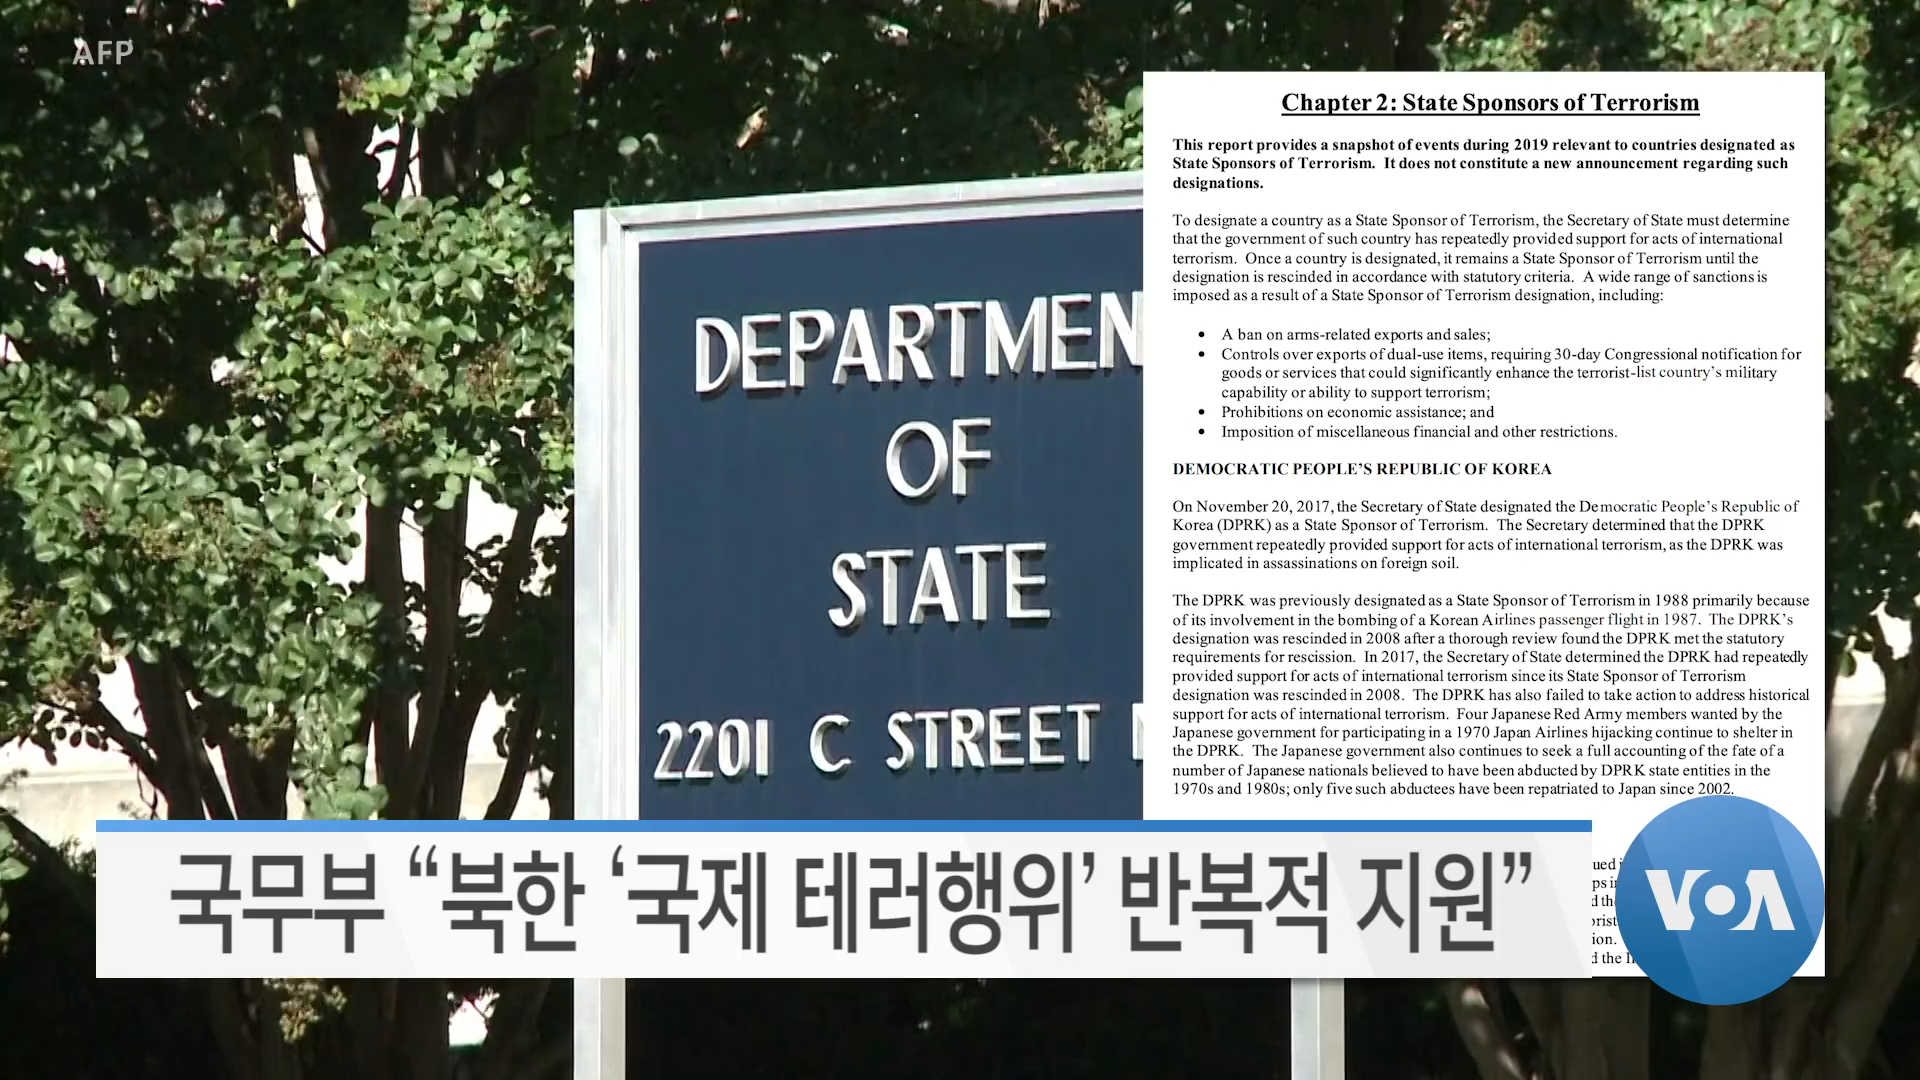 AFP
DEPARTMEN
OF
STATE
2201 C STREET
Chapter 2: State Sponsors of Terrorism
This report provides a snapshot of events during 2019 relevant to countries designated as
State Sponsors of Terrorism. It does not constitute a new announcement regarding such
designations.
To designate a country as a State Sponsor of Terrorism, the Secretary of State must determine
that the government of such country has repeatedly provided support for acts of international
terrorism. Once a country is designated, it remains a State Sponsor of Terrorism until the
designation is rescinded in accordance with statutory criteria. A wide range of sanctions is
imposed as a result of a State Sponsor of Terrorism designation, including:
• A ban on arms-related exports and sales;
• Controls over exports of dual-use items, requiring 30-day Congressional notification for
goods or services that could significantly enhance the terrorist-list country’s military
capability or ability to support terrorism;
• Prohibitions on economic assistance; and
• Imposition of miscellaneous financial and other restrictions.
DEMOCRATIC PEOPLE’S REPUBLIC OF KOREA
On November 20, 2017, the Secretary of State designated the Democratic People’s Republic of
Korea (DPRK) as a State Sponsor of Terrorism. The Secretary determined that the DPRK
government repeatedly provided support for acts of international terrorism, as the DPRK was
implicated in assassinations on foreign soil.
The DPRK was previously designated as a State Sponsor of Terrorism in 1988 primarily because
of its involvement in the bombing of a Korean Airlines passenger flight in 1987. The DPRK’s
designation was rescinded in 2008 after a thorough review found the DPRK met the statutory
requirements for rescission. In 2017, the Secretary of State determined the DPRK had repeatedly
provided support for acts of international terrorism since its State Sponsor of Terrorism
designation was rescinded in 2008. The DPRK has also failed to take action to address historical
support for acts of international terrorism. Four Japanese Red Army members wanted by the
Japanese government for participating in a 1970 Japan Airlines hijacking continue to shelter in
the DPRK. The Japanese government also continues to seek a full accounting of the fate of a
number of Japanese nationals believed to have been abducted by DPRK state entities in the
1970s and 1980s; only five such abductees have been repatriated to Japan since 2002.
국무부 “북한 ‘국제 테러행위’ 반복적 지원”
VOA